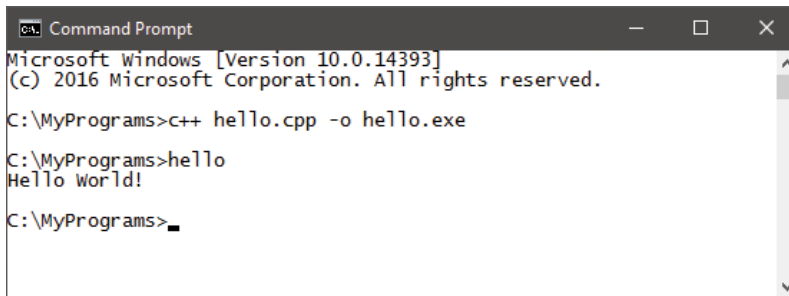 Command Prompt
Microsoft Windows [Version 10.0.14393]
(c) 2016 Microsoft Corporation. All rights reserved.
C:\MyPrograms>c++ hello.cpp -o hello.exe
C:\MyPrograms>hello
Hello World!
C:\MyPrograms>